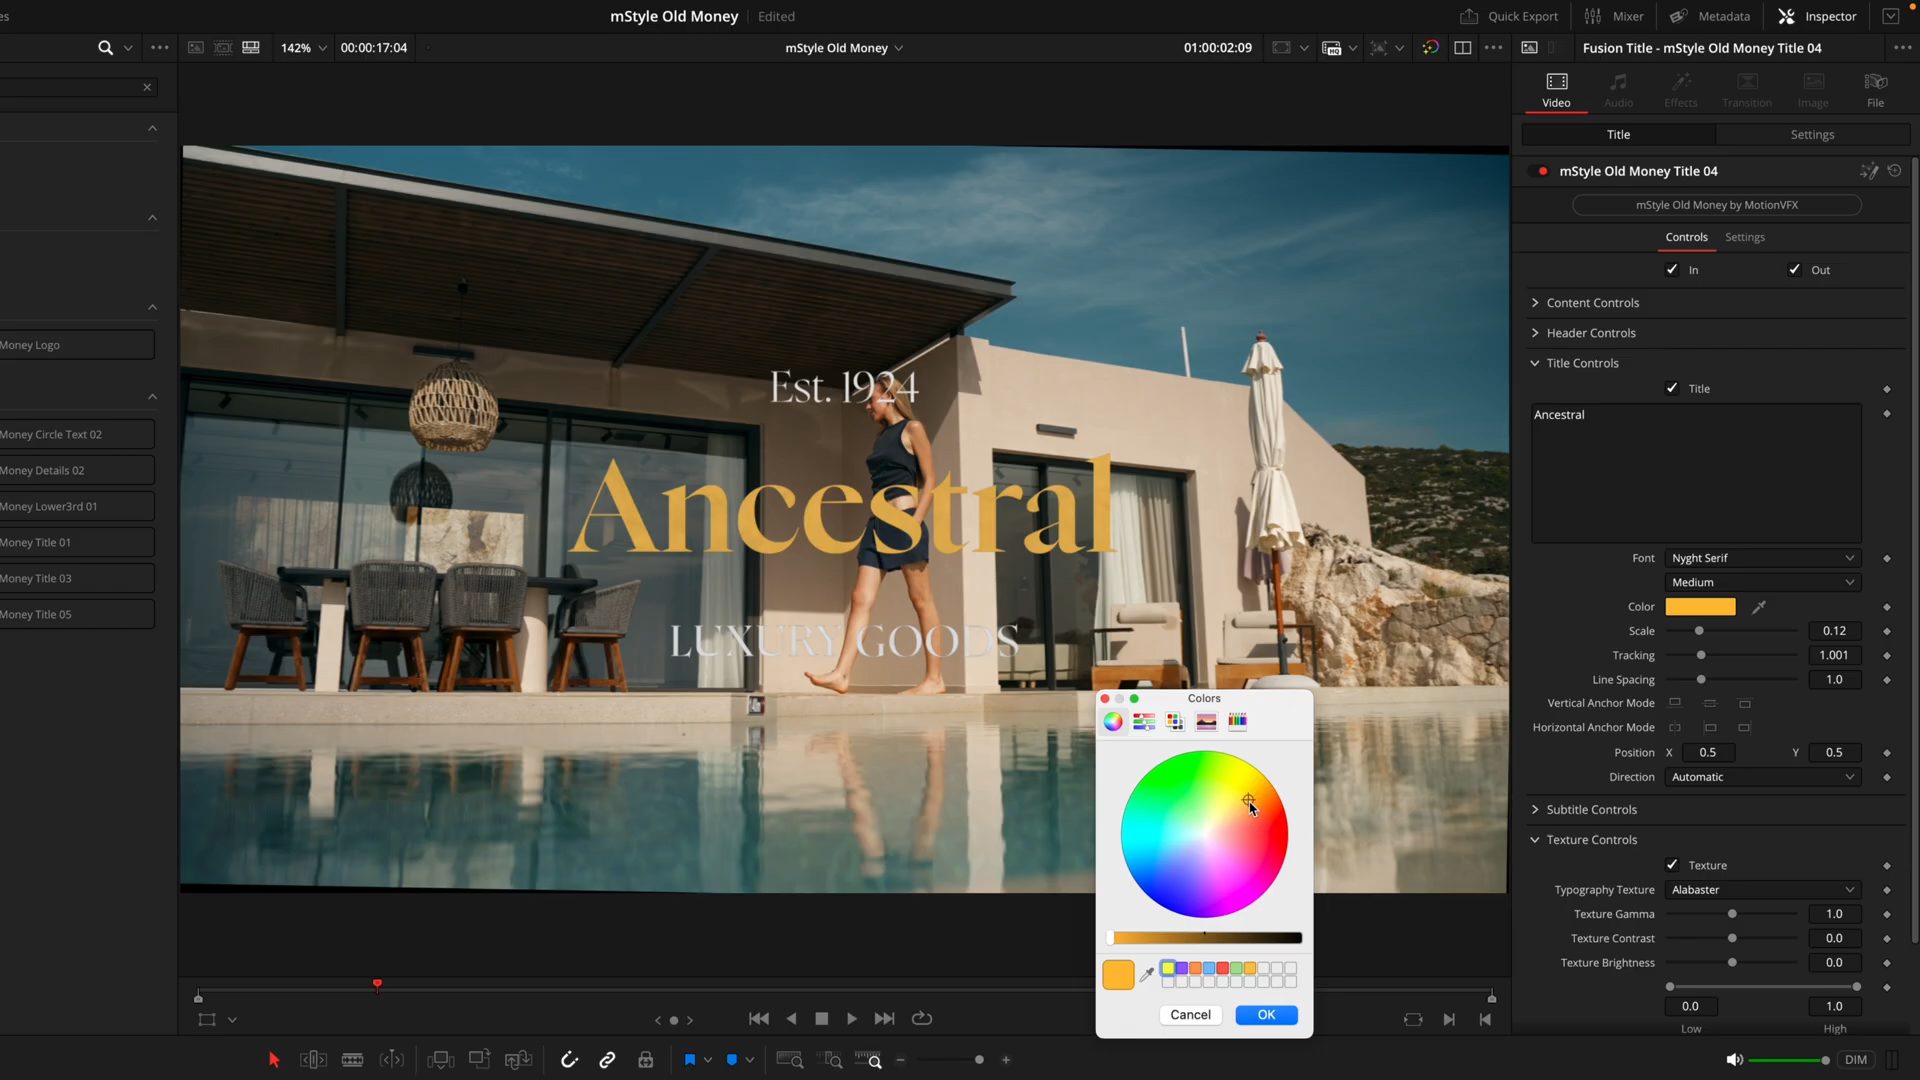 es
mStyle Old Money Edited
Quick Export
Mixer
Metadata
Inspector
142%
00:00:17:04
mStyle Old Money
01:00:02:09
HQ
Fusion Title - mStyle Old Money Title 04
Video
Audio
Effects
Transition
Image
File
Title
Settings
mStyle Old Money Title 04
mStyle Old Money by MotionVFX
Controls
Settings
In
Out
Content Controls
Header Controls
Title Controls
Title
Ancestral
Font Nyght Serif
Medium
Color
Scale 0.12
Tracking 1.001
Line Spacing 1.0
Vertical Anchor Mode
Horizontal Anchor Mode
Position X 0.5 Y 0.5
Direction Automatic
Subtitle Controls
Texture Controls
Texture
Typography Texture Alabaster
Texture Gamma 1.0
Texture Contrast 0.0
Texture Brightness 0.0
0.0 1.0
Low High
Money Logo
Money Circle Text 02
Money Details 02
Money Lower3rd 01
Money Title 01
Money Title 03
Money Title 05
Est. 1924
Ancestral
LUXURY GOODS
Colors
Cancel
OK
DIM